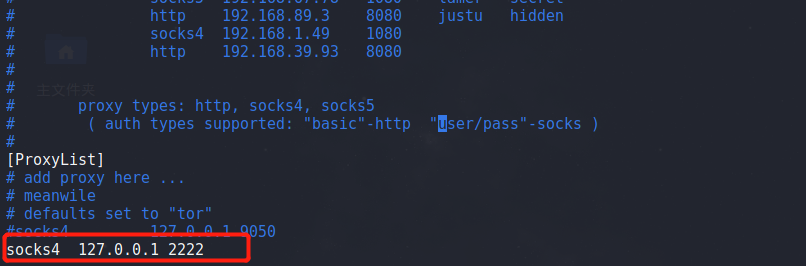 #               socks5  192.168.67.78   1080    lamer   secret
#               http    192.168.89.3    8080    justu   hidden
#               socks4  192.168.1.49    1080
#               http    192.168.39.93   8080
#
#
主文件夹
#       proxy types: http, socks4, socks5
#        ( auth types supported: "basic"-http  "user/pass"-socks )
#
[ProxyList]
# add proxy here ...
# meanwile
# defaults set to "tor"
#socks4         127.0.0.1 9050
socks4  127.0.0.1 2222